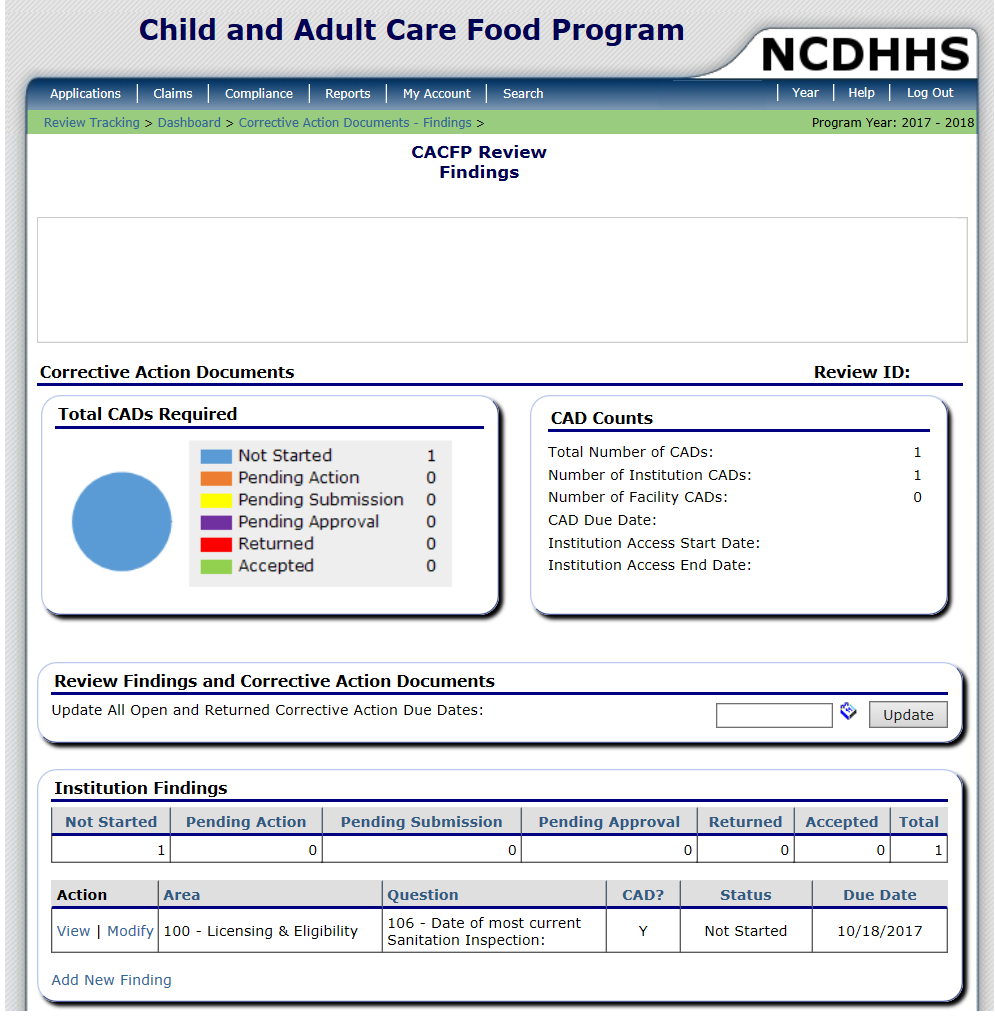 Child and Adult Care Food Program
NCDHHS
Applications | Claims | Compliance | Reports | My Account | Search | Year | Help | Log Out
Review Tracking > Dashboard > Corrective Action Documents - Findings > Program Year: 2017 - 2018
CACFP Review
Findings
Corrective Action Documents Review ID:
Total CADs Required
Not Started 1
Pending Action 0
Pending Submission 0
Pending Approval 0
Returned 0
Accepted 0
CAD Counts
Total Number of CADs: 1
Number of Institution CADs: 1
Number of Facility CADs: 0
CAD Due Date:
Institution Access Start Date:
Institution Access End Date:
Review Findings and Corrective Action Documents
Update All Open and Returned Corrective Action Due Dates: Update
Institution Findings
Not Started Pending Action Pending Submission Pending Approval Returned Accepted Total
1 0 0 0 0 0 1
Action Area Question CAD? Status Due Date
View | Modify 100 - Licensing & Eligibility 106 - Date of most current Y Not Started 10/18/2017
Sanitation Inspection:
Add New Finding